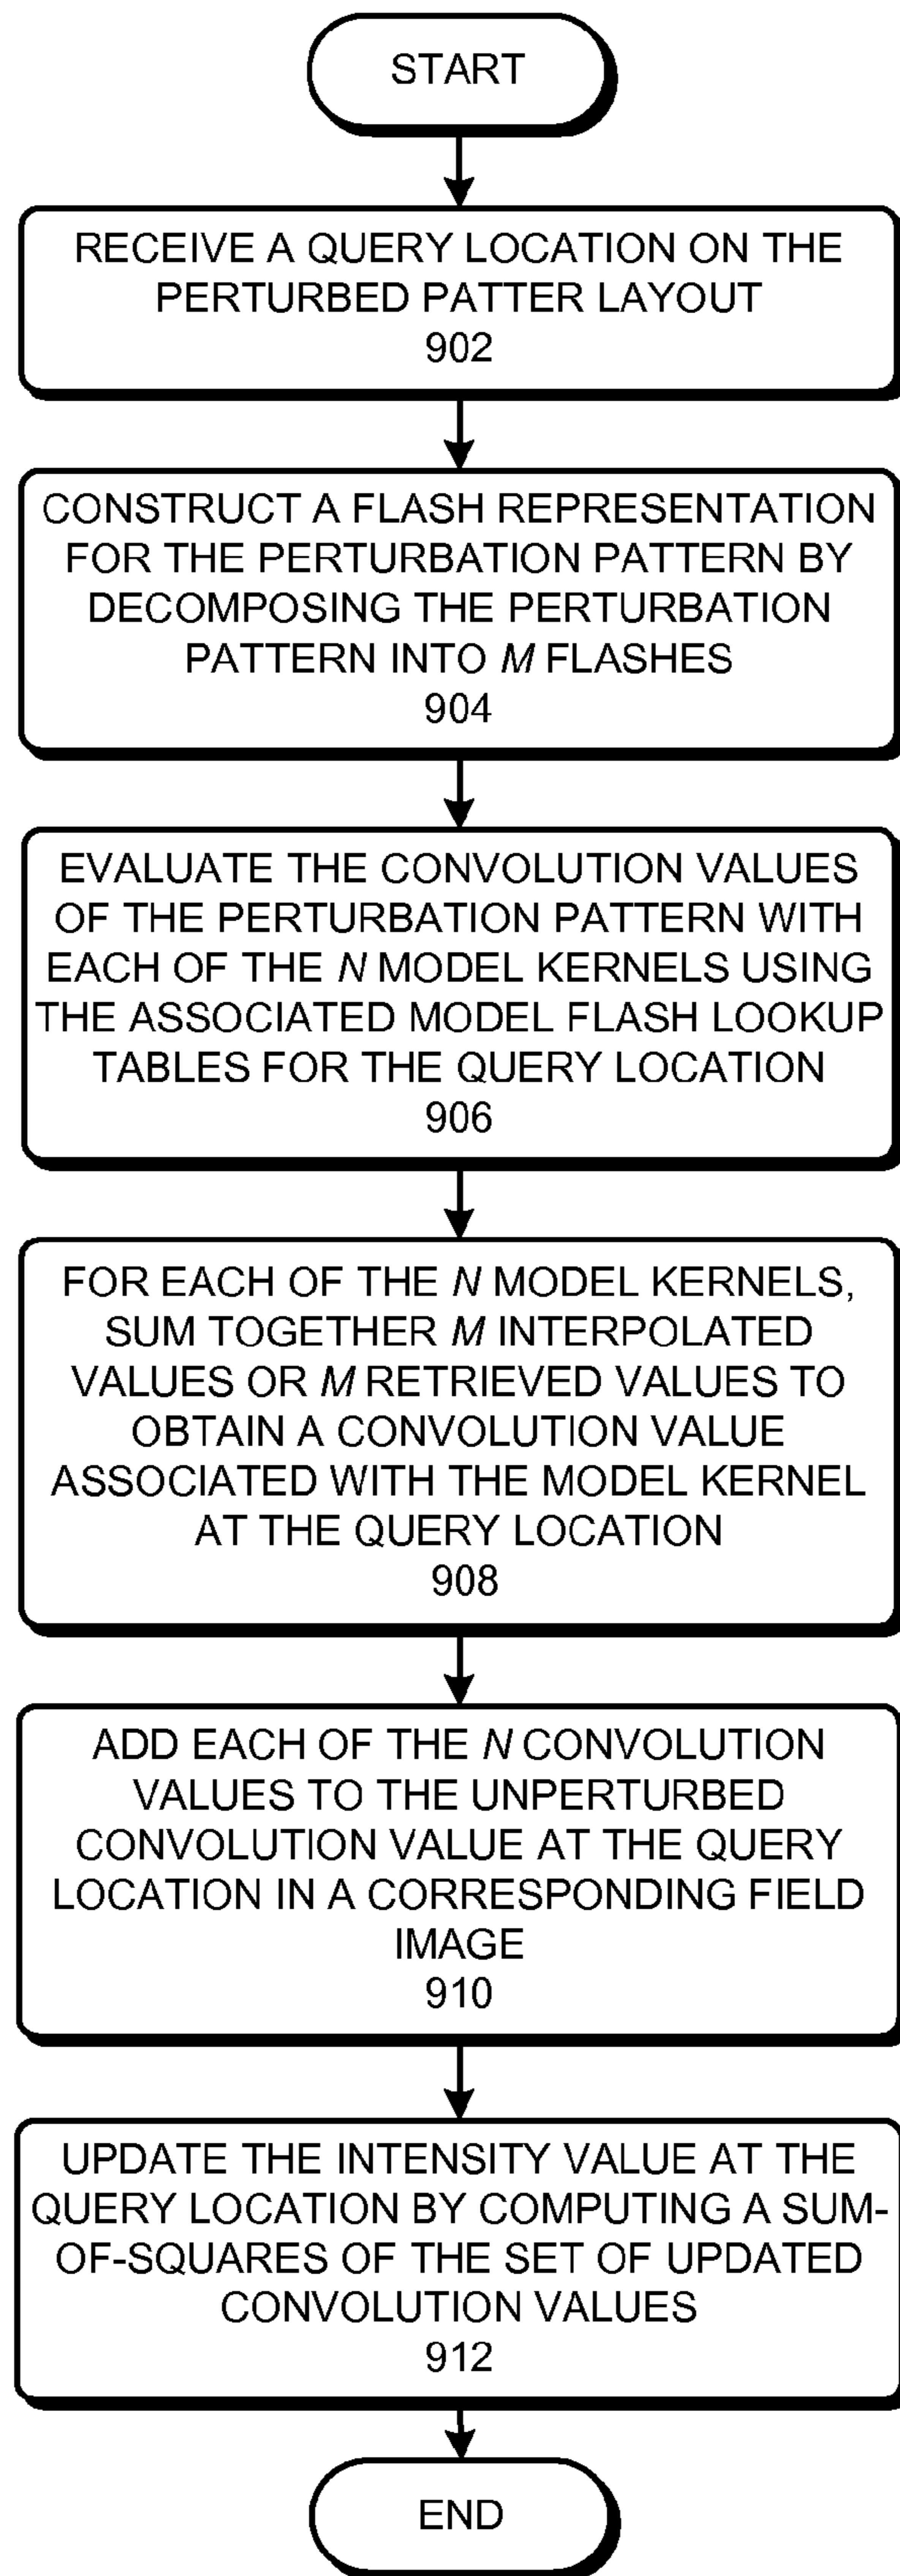 START
RECEIVE A QUERY LOCATION ON THE
PERTURBED PATTER LAYOUT
902
CONSTRUCT A FLASH REPRESENTATION
FOR THE PERTURBATION PATTERN BY
DECOMPOSING THE PERTURBATION
PATTERN INTO M FLASHES
904
EVALUATE THE CONVOLUTION VALUES
OF THE PERTURBATION PATTERN WITH
EACH OF THE N MODEL KERNELS USING
THE ASSOCIATED MODEL FLASH LOOKUP
TABLES FOR THE QUERY LOCATION
906
FOR EACH OF THE N MODEL KERNELS,
SUM TOGETHER M INTERPOLATED
VALUES OR M RETRIEVED VALUES TO
OBTAIN A CONVOLUTION VALUE
ASSOCIATED WITH THE MODEL KERNEL
AT THE QUERY LOCATION
908
ADD EACH OF THE N CONVOLUTION
VALUES TO THE UNPERTURBED
CONVOLUTION VALUE AT THE QUERY
LOCATION IN A CORRESPONDING FIELD
IMAGE
910
UPDATE THE INTENSITY VALUE AT THE
QUERY LOCATION BY COMPUTING A SUM-
OF-SQUARES OF THE SET OF UPDATED
CONVOLUTION VALUES
912
END